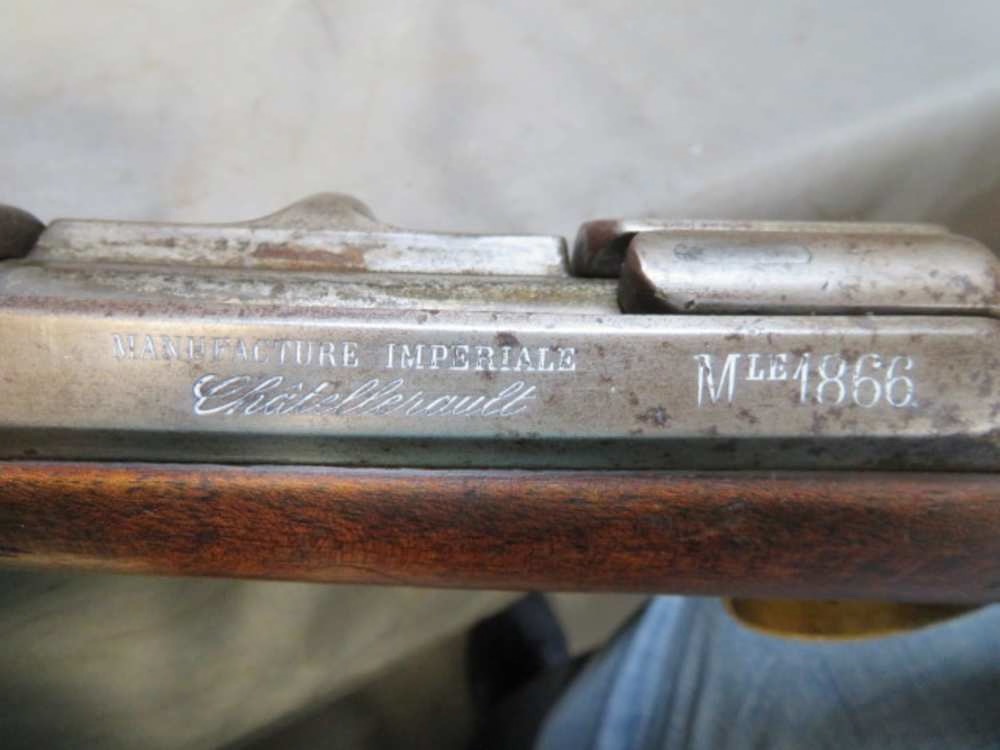 MANUFACTURE IMPERIALE
Châtellerault
MLE 1866